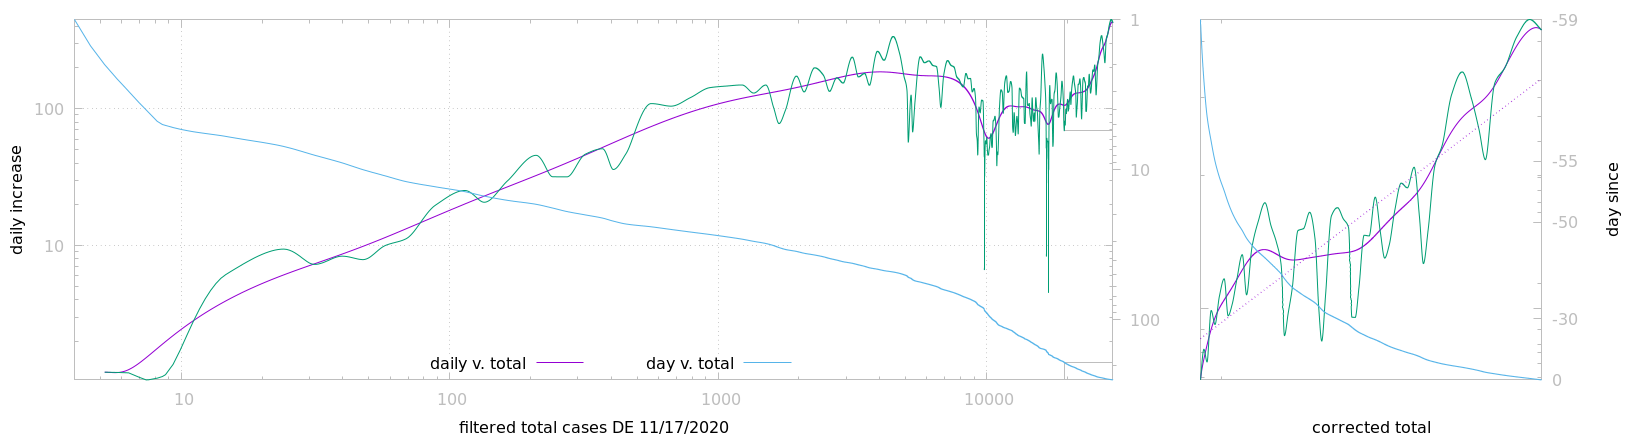 daily increase
100
10
daily v. total
day v. total
10
100
1000
10000
filtered total cases DE 11/17/2020
1
10
100
-59
-55
-50
-30
0
day since
corrected total